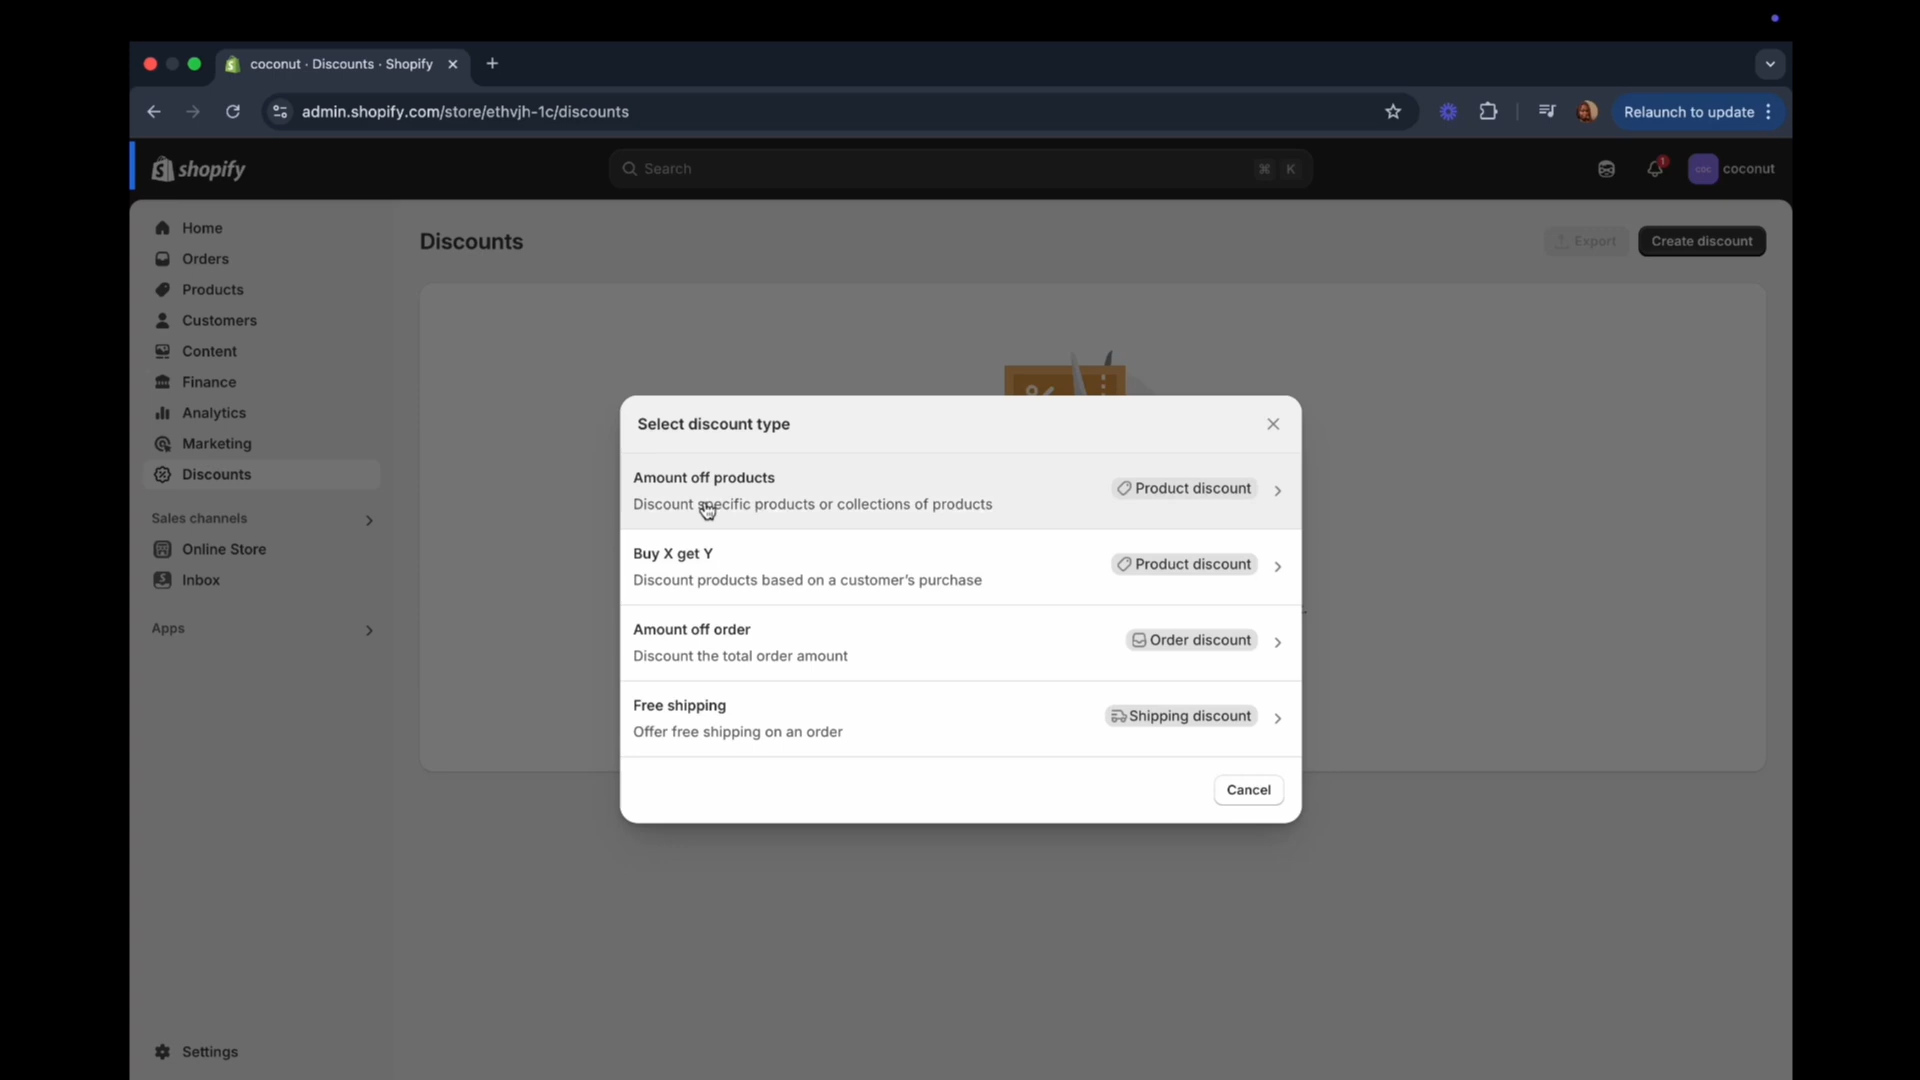 coconut · Discounts · Shopify
admin.shopify.com/store/ethvjh-1c/discounts
Relaunch to update
shopify
Search
⌘ K
1
COC
coconut
Home
Orders
Products
Customers
Content
Finance
Analytics
Marketing
Discounts
Sales channels
Online Store
Inbox
Apps
Settings
Discounts
Export
Create discount
Select discount type
Amount off products
Discount specific products or collections of products
Product discount
Buy X get Y
Discount products based on a customer's purchase
Product discount
Amount off order
Discount the total order amount
Order discount
Free shipping
Offer free shipping on an order
Shipping discount
Cancel